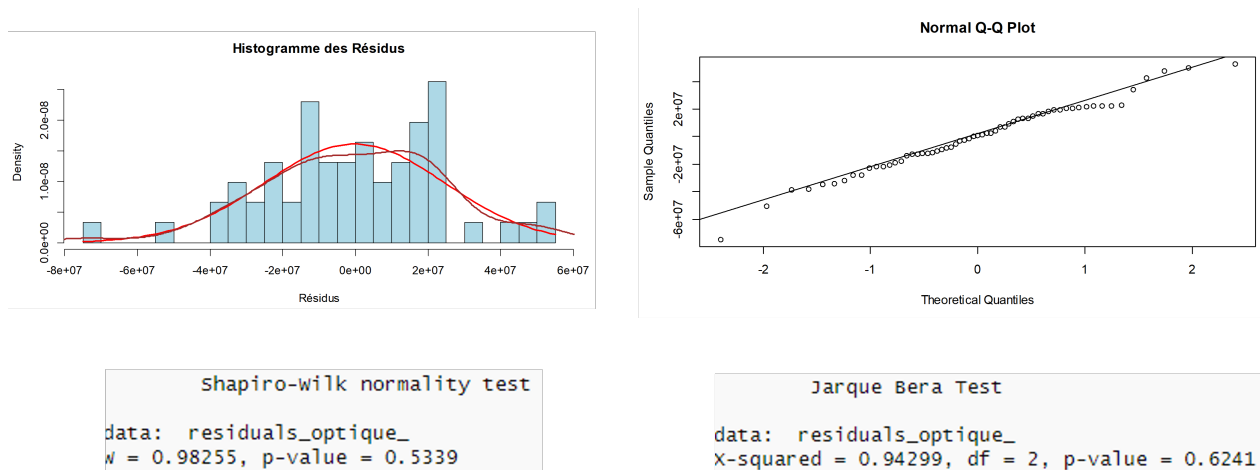 Histogramme des Résidus
Density
0.0e+00 1.0e-08 2.0e-08
-8e+07 -6e+07 -4e+07 -2e+07 0e+00 2e+07 4e+07 6e+07
Résidus
Normal Q-Q Plot
Sample Quantiles
-6e+07 -2e+07 2e+07
-2 -1 0 1 2
Theoretical Quantiles
Shapiro-Wilk normality test
data: residuals_optique_
W = 0.98255, p-value = 0.5339
Jarque Bera Test
data: residuals_optique_
X-squared = 0.94299, df = 2, p-value = 0.6241